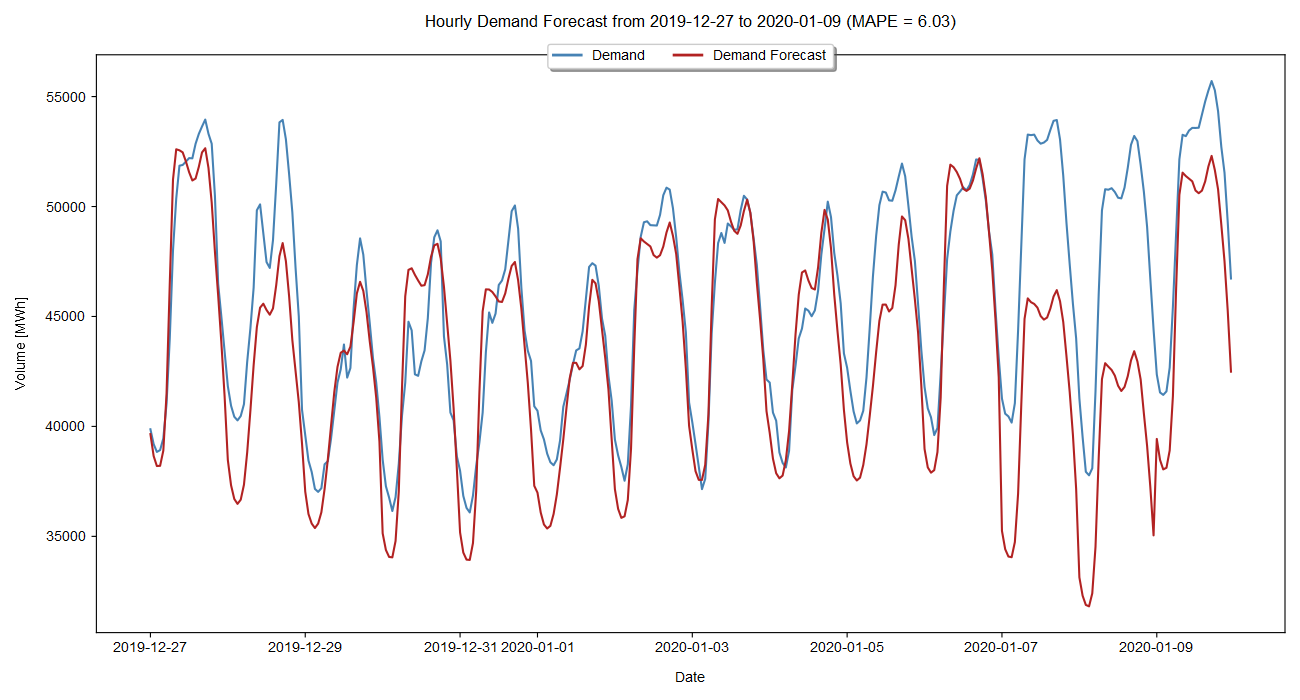 Hourly Demand Forecast from 2019-12-27 to 2020-01-09 (MAPE = 6.03)
Demand
Demand Forecast
Volume [MWh]
55000
50000
45000
40000
35000
2019-12-27
2019-12-29
2019-12-31
2020-01-01
2020-01-03
2020-01-05
2020-01-07
2020-01-09
Date